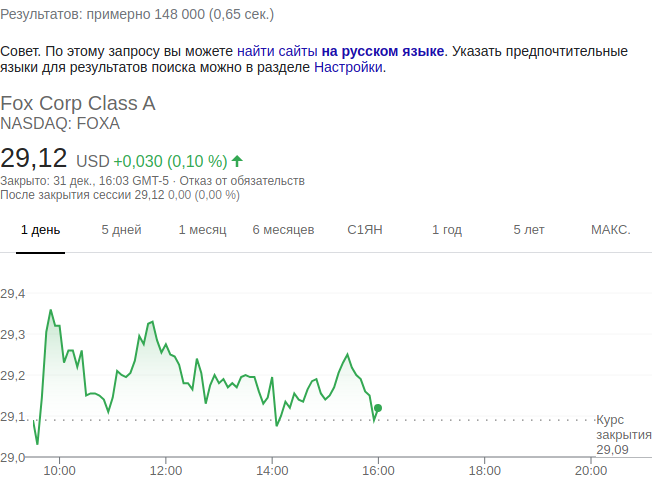 Результатов: примерно 148 000 (0,65 сек.)
Совет. По этому запросу вы можете найти сайты на русском языке. Указать предпочтительные
языки для результатов поиска можно в разделе Настройки.
Fox Corp Class A
NASDAQ: FOXA
29,12 USD +0,030 (0,10 %)
Закрыто: 31 дек., 16:03 GMT-5 · Отказ от обязательств
После закрытия сессии 29,12 0,00 (0,00 %)
1 день 5 дней 1 месяц 6 месяцев С1ЯН 1 год 5 лет МАКС.
29,4
29,3
29,2
29,1
29,0
Курс
закрытия
29,09
10:00 12:00 14:00 16:00 18:00 20:00